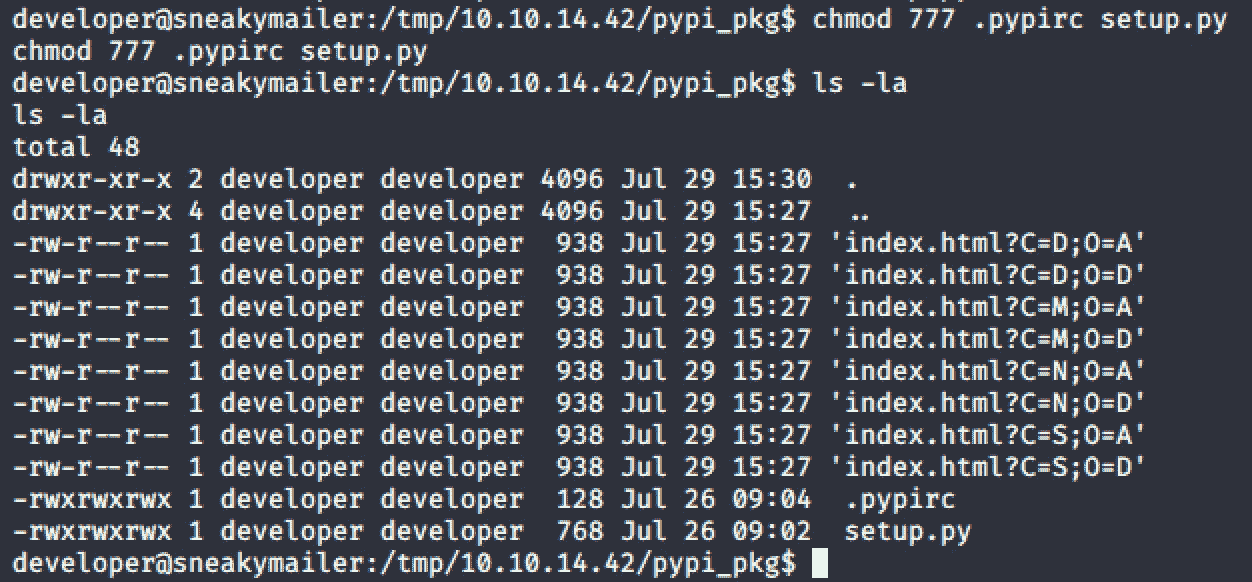 developer@sneakymailer:/tmp/10.10.14.42/pypi_pkg$ chmod 777 .pypirc setup.py
chmod 777 .pypirc setup.py
developer@sneakymailer:/tmp/10.10.14.42/pypi_pkg$ ls -la
ls -la
total 48
drwxr-xr-x 2 developer developer 4096 Jul 29 15:30  .
drwxr-xr-x 4 developer developer 4096 Jul 29 15:27  ..
-rw-r--r-- 1 developer developer  938 Jul 29 15:27 'index.html?C=D;O=A'
-rw-r--r-- 1 developer developer  938 Jul 29 15:27 'index.html?C=D;O=D'
-rw-r--r-- 1 developer developer  938 Jul 29 15:27 'index.html?C=M;O=A'
-rw-r--r-- 1 developer developer  938 Jul 29 15:27 'index.html?C=M;O=D'
-rw-r--r-- 1 developer developer  938 Jul 29 15:27 'index.html?C=N;O=A'
-rw-r--r-- 1 developer developer  938 Jul 29 15:27 'index.html?C=N;O=D'
-rw-r--r-- 1 developer developer  938 Jul 29 15:27 'index.html?C=S;O=A'
-rw-r--r-- 1 developer developer  938 Jul 29 15:27 'index.html?C=S;O=D'
-rwxrwxrwx 1 developer developer  128 Jul 26 09:04  .pypirc
-rwxrwxrwx 1 developer developer  768 Jul 26 09:02  setup.py
developer@sneakymailer:/tmp/10.10.14.42/pypi_pkg$